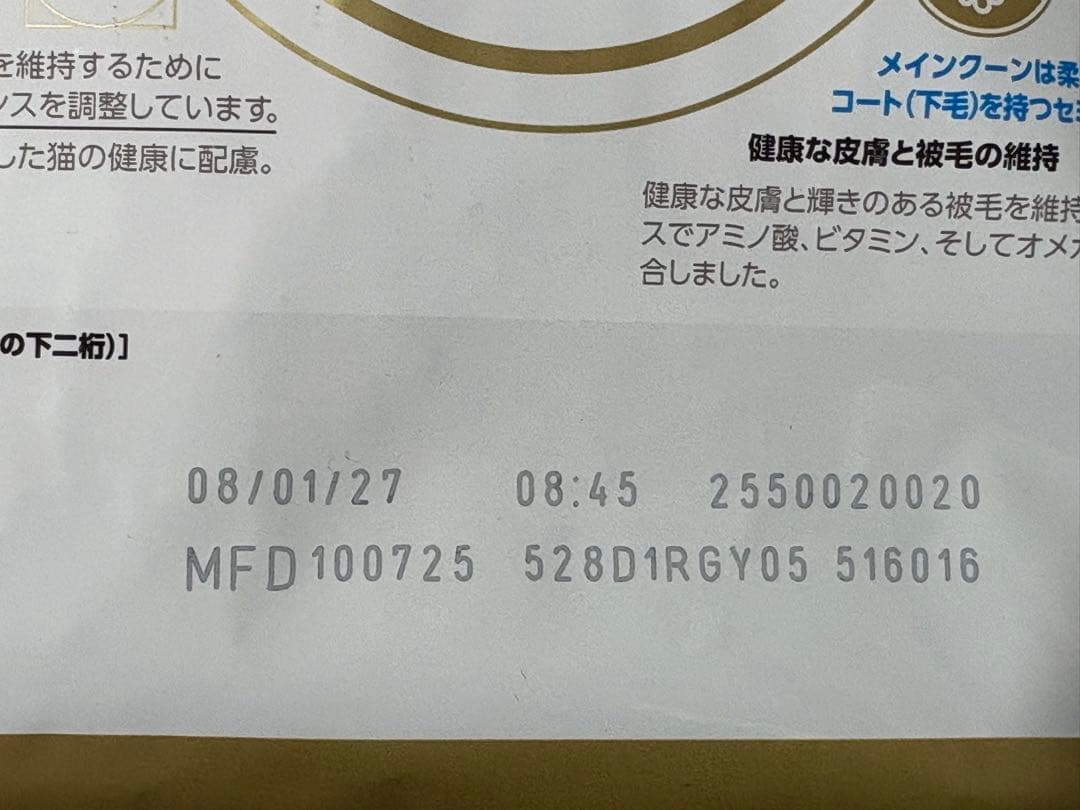 を維持するために
ンスを調整しています。
した猫の健康に配慮。
メインクーンは柔
コート(下毛)を持つセミ
健康な皮膚と被毛の維持
健康な皮膚と輝きのある被毛を維持
スでアミノ酸、ビタミン、そしてオメガ
合しました。
の下二桁)]
08/01/27 08:45 2550020020
MFD100725 528D1RGY05 516016